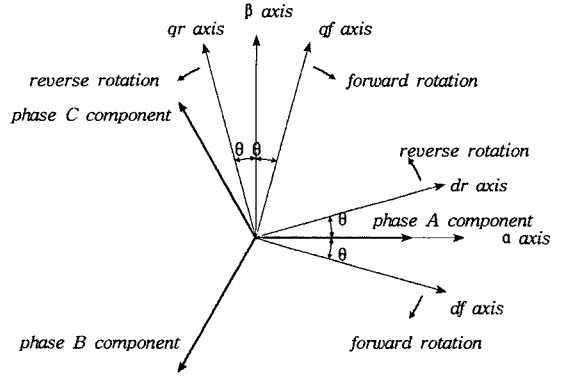 β axis
qr axis
qf axis
reverse rotation
forward rotation
phase C component
θ θ
reverse rotation
dr axis
θ
phase A component
α axis
θ
df axis
phase B component
forward rotation